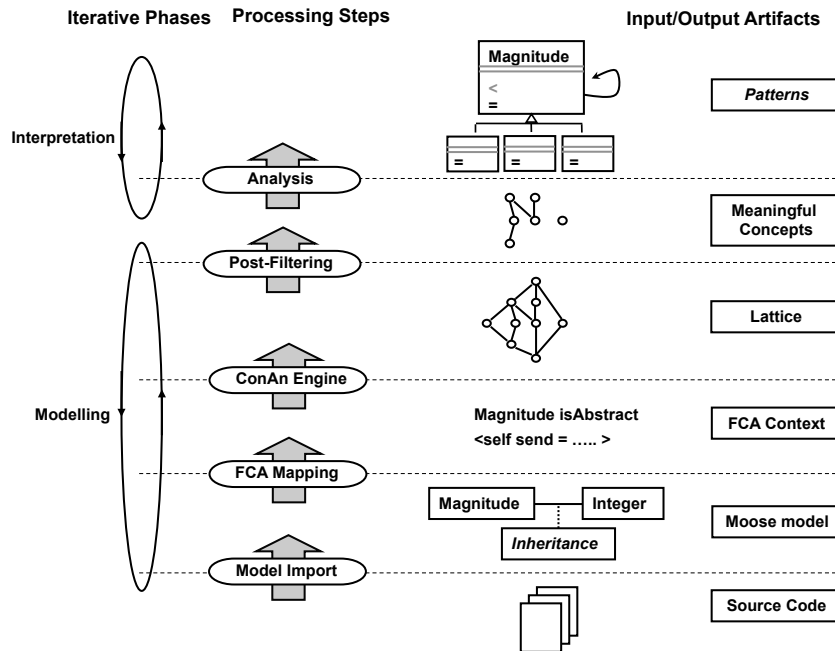 Iterative Phases
Processing Steps
Input/Output Artifacts
Magnitude
<
=
=
=
=
Patterns
Interpretation
Analysis
Meaningful
Concepts
Post-Filtering
Lattice
ConAn Engine
Modelling
Magnitude isAbstract
<self send = ..... >
FCA Context
FCA Mapping
Magnitude
Integer
Inheritance
Moose model
Model Import
Source Code